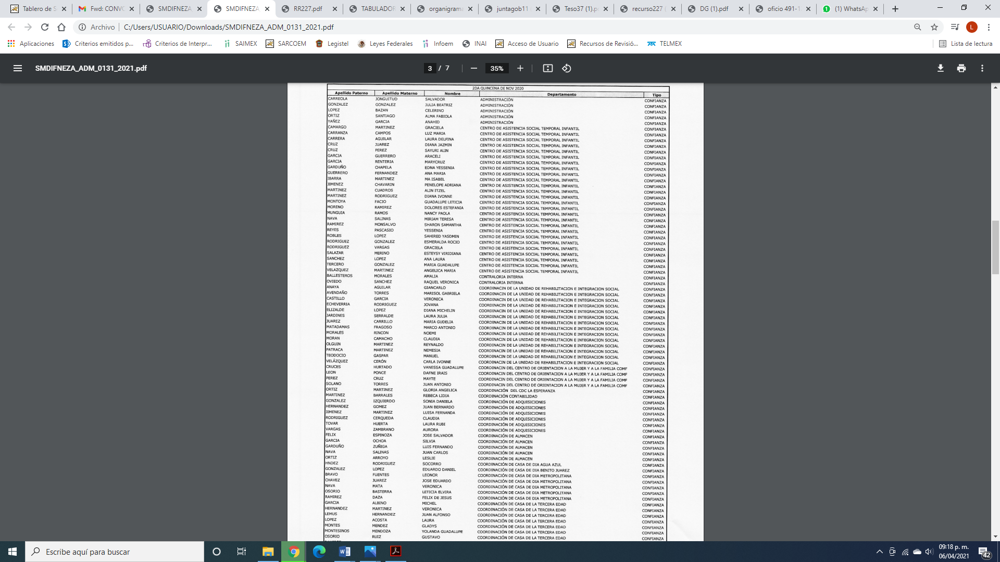 Tablero de S
Fwd: CONVO
SMDIFNEZA
SMDIFNEZA
RR227.pdf
TABULADOR
organigrama
juntagob11 (
Teso37 (1).p
recurso227 (
DG (1).pdf
oficio 491-1
(1) WhatsAp
Archivo C:/Users/USUARIO/Downloads/SMDIFNEZA_ADM_0131_2021.pdf
Aplicaciones Criterios emitidos p... Criterios de Interpr... SAIMEX SARCOEM Legistel Leyes Federales Infoem INAI Acceso de Usuario Recursos de Revisió... TELMEX Lista de lectura
SMDIFNEZA_ADM_0131_2021.pdf 3 / 7 35%
2DA QUINCENA DE NOV 2020
Apellido Paterno Apellido Materno Nombre Departamento Tipo
CARREOLA JONGUITUD SALVADOR ADMINISTRACIÓN CONFIANZA
GONZALEZ GONZALEZ JULIA BEATRIZ ADMINISTRACIÓN CONFIANZA
LOPEZ BAZAN CELERINO ADMINISTRACIÓN CONFIANZA
ORTIZ SANTIAGO ALMA FABIOLA ADMINISTRACIÓN CONFIANZA
YAÑEZ GARCIA ANAHID ADMINISTRACIÓN CONFIANZA
CAMARGO MARTINEZ GRACIELA CENTRO DE ASISTENCIA SOCIAL TEMPORAL INFANTIL CONFIANZA
CARRANZA CAMPOS LUZ MARIA CENTRO DE ASISTENCIA SOCIAL TEMPORAL INFANTIL CONFIANZA
CARRERA AGUILAR LAURA DELFINA CENTRO DE ASISTENCIA SOCIAL TEMPORAL INFANTIL CONFIANZA
CRUZ JUAREZ DIANA JAZMIN CENTRO DE ASISTENCIA SOCIAL TEMPORAL INFANTIL CONFIANZA
CRUZ PEREZ SAYURI ALIN CENTRO DE ASISTENCIA SOCIAL TEMPORAL INFANTIL CONFIANZA
GARCIA GUERRERO ARACELI CENTRO DE ASISTENCIA SOCIAL TEMPORAL INFANTIL CONFIANZA
GARCIA RENTERIA MARYCRUZ CENTRO DE ASISTENCIA SOCIAL TEMPORAL INFANTIL CONFIANZA
GARDUÑO CHAPELA EDNA YESSENIA CENTRO DE ASISTENCIA SOCIAL TEMPORAL INFANTIL CONFIANZA
GUERRERO FERNANDEZ ANA MARIA CENTRO DE ASISTENCIA SOCIAL TEMPORAL INFANTIL CONFIANZA
IBARRA MARTINEZ MA ISABEL CENTRO DE ASISTENCIA SOCIAL TEMPORAL INFANTIL CONFIANZA
JIMENEZ CHAVARIN PENELOPE ADRIANA CENTRO DE ASISTENCIA SOCIAL TEMPORAL INFANTIL CONFIANZA
MARTINEZ CUADROS ALIN ITZEL CENTRO DE ASISTENCIA SOCIAL TEMPORAL INFANTIL CONFIANZA
MARTINEZ RODRIGUEZ DIANA IVONNE CENTRO DE ASISTENCIA SOCIAL TEMPORAL INFANTIL CONFIANZA
MONTOYA FACIO GUADALUPE LETICIA CENTRO DE ASISTENCIA SOCIAL TEMPORAL INFANTIL CONFIANZA
MORENO RAMIREZ DOLORES ESTEFANIA CENTRO DE ASISTENCIA SOCIAL TEMPORAL INFANTIL CONFIANZA
MUNGUIA RAMOS NANCY PAOLA CENTRO DE ASISTENCIA SOCIAL TEMPORAL INFANTIL CONFIANZA
NAVA SALINAS MIRIAM TERESA CENTRO DE ASISTENCIA SOCIAL TEMPORAL INFANTIL CONFIANZA
RAMIREZ MONSALVO SHARON SAMANTHA CENTRO DE ASISTENCIA SOCIAL TEMPORAL INFANTIL CONFIANZA
REYES PASCASIO YESSENIA CENTRO DE ASISTENCIA SOCIAL TEMPORAL INFANTIL CONFIANZA
ROBLES LOPEZ SAHIRED YASDMIN CENTRO DE ASISTENCIA SOCIAL TEMPORAL INFANTIL CONFIANZA
RODRIGUEZ GONZALEZ ESMERALDA ROCIO CENTRO DE ASISTENCIA SOCIAL TEMPORAL INFANTIL CONFIANZA
RODRIGUEZ VARGAS GRACIELA CENTRO DE ASISTENCIA SOCIAL TEMPORAL INFANTIL CONFIANZA
SALAZAR MERINO ESTEYSY VIRIDIANA CENTRO DE ASISTENCIA SOCIAL TEMPORAL INFANTIL CONFIANZA
SANCHEZ LOPEZ ANA LAURA CENTRO DE ASISTENCIA SOCIAL TEMPORAL INFANTIL CONFIANZA
TERCERO GONZALEZ MARIA GUADALUPE CENTRO DE ASISTENCIA SOCIAL TEMPORAL INFANTIL CONFIANZA
VELAZQUEZ MARTINEZ ANGELICA MARIA CENTRO DE ASISTENCIA SOCIAL TEMPORAL INFANTIL CONFIANZA
BALLESTEROS MORALES AMALIA CONTRALORIA INTERNA CONFIANZA
OVIEDO SANCHEZ RAQUEL VERONICA CONTRALORIA INTERNA CONFIANZA
ANAYA AGUILAR GIANCARLO COORDINACIN DE LA UNIDAD DE REHABILITACION E INTEGRACION SOCIAL CONFIANZA
AVENDAÑO TORRES MARISOL GABRIELA COORDINACIN DE LA UNIDAD DE REHABILITACION E INTEGRACION SOCIAL CONFIANZA
CASTILLO GARCIA VERONICA COORDINACIN DE LA UNIDAD DE REHABILITACION E INTEGRACION SOCIAL CONFIANZA
ECHEVERRIA RODRIGUEZ JOVANA COORDINACIN DE LA UNIDAD DE REHABILITACION E INTEGRACION SOCIAL CONFIANZA
ELIZALDE LOPEZ DIANA MICHELIN COORDINACIN DE LA UNIDAD DE REHABILITACION E INTEGRACION SOCIAL CONFIANZA
JARDINES SERRALDE LAURA JULIA COORDINACIN DE LA UNIDAD DE REHABILITACION E INTEGRACION SOCIAL CONFIANZA
JUAREZ CARRILLO MARIA GUDELIA COORDINACIN DE LA UNIDAD DE REHABILITACION E INTEGRACION SOCIAL CONFIANZA
MATADAMAS FRAGOSO MARCO ANTONIO COORDINACIN DE LA UNIDAD DE REHABILITACION E INTEGRACION SOCIAL CONFIANZA
MORALES RINCON NOEMI COORDINACIN DE LA UNIDAD DE REHABILITACION E INTEGRACION SOCIAL CONFIANZA
MORAN CAMACHO CLAUDIA COORDINACIN DE LA UNIDAD DE REHABILITACION E INTEGRACION SOCIAL CONFIANZA
OLGUIN MARTINEZ REYNALDO COORDINACIN DE LA UNIDAD DE REHABILITACION E INTEGRACION SOCIAL CONFIANZA
PATRACA MARTINEZ NEMESIA COORDINACIN DE LA UNIDAD DE REHABILITACION E INTEGRACION SOCIAL CONFIANZA
TEODOCIO GASPAR MANUEL COORDINACIN DE LA UNIDAD DE REHABILITACION E INTEGRACION SOCIAL CONFIANZA
VELÁZQUEZ CERÓN CARLA IVONNE COORDINACIN DE LA UNIDAD DE REHABILITACION E INTEGRACION SOCIAL CONFIANZA
CRUCES HURTADO VANESSA GUADALUPE COORDINACIN DEL CENTRO DE ORIENTACION A LA MUJER Y A LA FAMILIA COMF CONFIANZA
LEON PONCE DAFNE IRAIS COORDINACIN DEL CENTRO DE ORIENTACION A LA MUJER Y A LA FAMILIA COMF CONFIANZA
PEREZ CRUZ MAYTE COORDINACIN DEL CENTRO DE ORIENTACION A LA MUJER Y A LA FAMILIA COMF CONFIANZA
SOLANO TORRES JUAN ANTONIO COORDINACIN DEL CENTRO DE ORIENTACION A LA MUJER Y A LA FAMILIA COMF CONFIANZA
ORTIZ MARTINEZ GLORIA ANGELICA COORDINACIÓN DEL CDC LA ESPERANZA CONFIANZA
MARTINEZ BARRALES REBECA LIDIA COORDINACIÓN CONTABILIDAD CONFIANZA
GONZALEZ IZQUIERDO SONIA DANIELA COORDINACIÓN DE ADQUISICIONES CONFIANZA
HERNANDEZ GOMEZ JUAN BERNARDO COORDINACIÓN DE ADQUISICIONES CONFIANZA
JIMENEZ MARTINEZ LUISA FERNANDA COORDINACIÓN DE ADQUISICIONES CONFIANZA
RODRIGUEZ CERQUEDA CLAUDIA COORDINACIÓN DE ADQUISICIONES CONFIANZA
TOVAR HUERTA LAURA RUBI COORDINACIÓN DE ADQUISICIONES CONFIANZA
VARGAS ZAMBRANO AURORA COORDINACIÓN DE ADQUISICIONES CONFIANZA
FELIX ESPINOZA JOSE SALVADOR COORDINACIÓN DE ALMACEN CONFIANZA
GARCIA OCHOA SILVIA COORDINACIÓN DE ALMACEN CONFIANZA
GARDUÑO ZUÑIGA LUIS FERNANDO COORDINACIÓN DE ALMACEN CONFIANZA
NAVA SALINAS JUAN CARLOS COORDINACIÓN DE ALMACEN CONFIANZA
ORTIZ ARROYO LESLIE COORDINACIÓN DE ALMACEN CONFIANZA
HNDEZ RODRIGUEZ SOCORRO COORDINACIÓN DE CASA DE DIA AGUA AZUL CONFIANZA
GONZALEZ LOPEZ EDUARDO DANIEL COORDINACIÓN DE CASA DE DIA BENITO JUAREZ CONFIANZA
BRAVO FUENTES LEONOR COORDINACIÓN DE CASA DE DIA METROPOLITANA CONFIANZA
CHAVEZ JUAREZ JOSE EDUARDO COORDINACIÓN DE CASA DE DIA METROPOLITANA CONFIANZA
NAVA MATA VERONICA COORDINACIÓN DE CASA DE DIA METROPOLITANA CONFIANZA
OSORIO BASTERRA LETICIA ELVIRA COORDINACIÓN DE CASA DE DIA METROPOLITANA CONFIANZA
RAMIREZ DAZA FELIX DE JESUS COORDINACIÓN DE CASA DE DIA METROPOLITANA CONFIANZA
GARCIA ALBINO MICHEL COORDINACIÓN DE CASA DE LA TERCERA EDAD CONFIANZA
HERNANDEZ MARTINEZ VERONICA COORDINACIÓN DE CASA DE LA TERCERA EDAD CONFIANZA
LEMUS HERNANDEZ JUAN ALFONSO COORDINACIÓN DE CASA DE LA TERCERA EDAD CONFIANZA
LOPEZ ACOSTA LAURA COORDINACIÓN DE CASA DE LA TERCERA EDAD CONFIANZA
MONTES MENDEZ GLADYS COORDINACIÓN DE CASA DE LA TERCERA EDAD CONFIANZA
MONTESINOS MENDOZA YOLANDA GUADALUPE COORDINACIÓN DE CASA DE LA TERCERA EDAD CONFIANZA
OSORIO RUIZ GUSTAVO COORDINACIÓN DE CASA DE LA TERCERA EDAD CONFIANZA
Escribe aquí para buscar
09:18 p. m.
06/04/2021
42